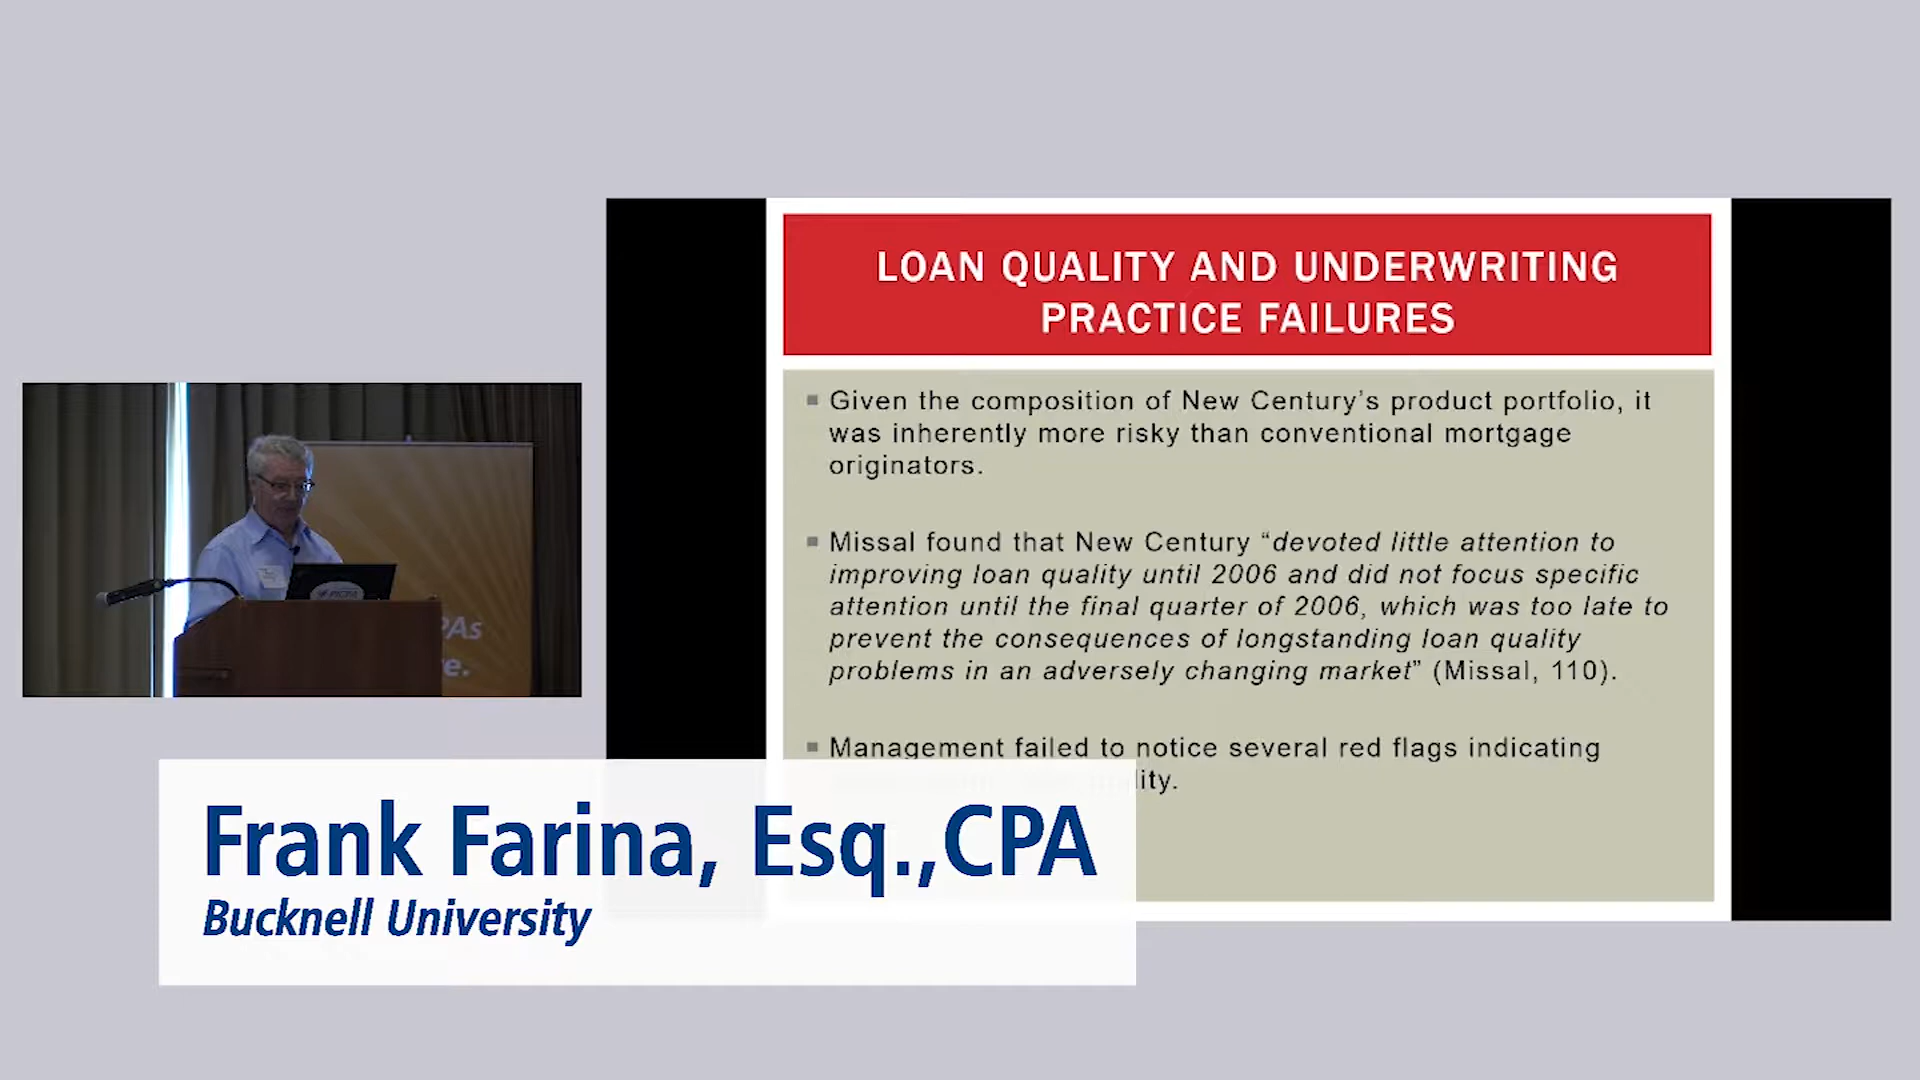 LOAN QUALITY AND UNDERWRITING
PRACTICE FAILURES
Given the composition of New Century's product portfolio, it
was inherently more risky than conventional mortgage
originators.
Missal found that New Century “devoted little attention to
improving loan quality until 2006 and did not focus specific
attention until the final quarter of 2006, which was too late to
prevent the consequences of longstanding loan quality
problems in an adversely changing market” (Missal, 110).
Management failed to notice several red flags indicating
PAs
e.
Frank Farina, Esq.,CPA
Bucknell University